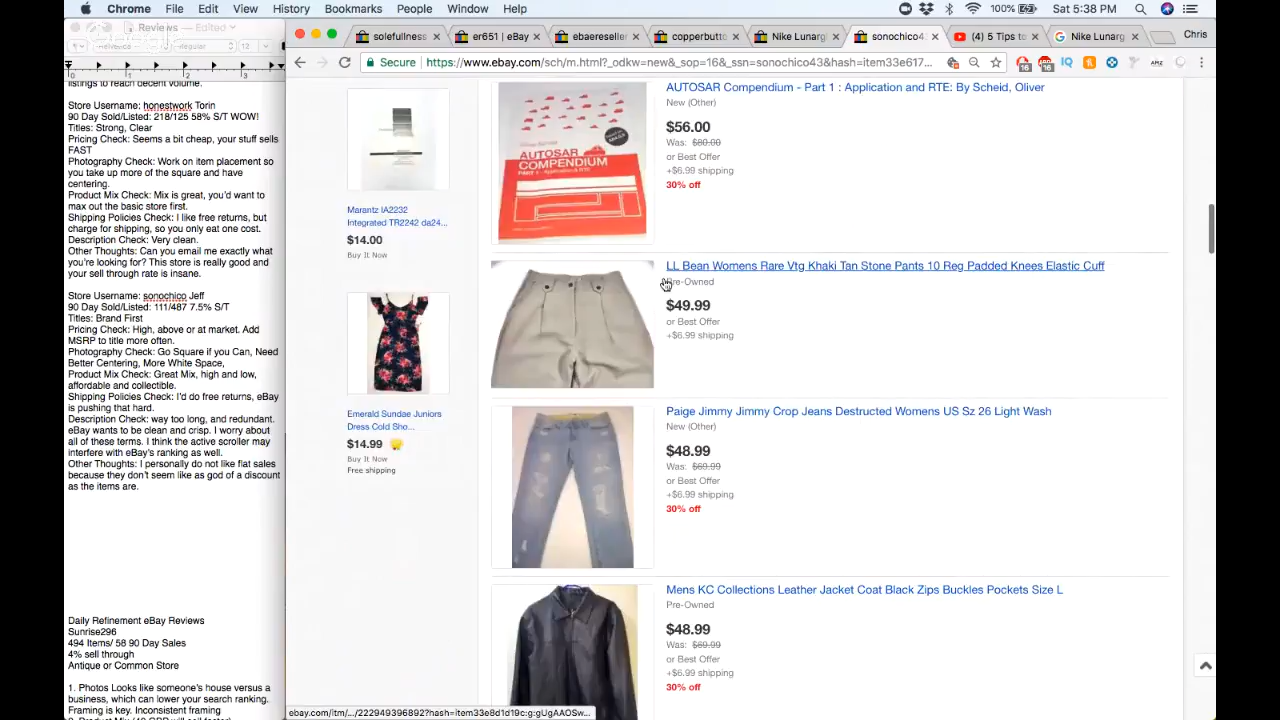 Chrome File Edit View History Bookmarks People Window Help 100% Sat 5:38 PM
Reviews — Edited
Helvetica Regular 12
solefulness er651 | eBay ebaereseller copperbutte Nike Lunarg sonochico4 (4) 5 Tips to Nike Lunarg Chris
0 1 2 3
Secure https://www.ebay.com/sch/m.html?_odkw=new&_sop=16&_ssn=sonochico43&hash=item33e617
listings to reach decent volume.
Store Username: honestwork Torin
90 Day Sold/Listed: 218/125 58% S/T WOW!
Titles: Strong, Clear
Pricing Check: Seems a bit cheap, your stuff sells
FAST
Photography Check: Work on item placement so
you take up more of the square and have
centering.
Product Mix Check: Mix is great, you'd want to
max out the basic store first.
Shipping Policies Check: I like free returns, but
charge for shipping, so you only eat one cost.
Description Check: Very clean.
Other Thoughts: Can you email me exactly what
you're looking for? This store is really good and
your sell through rate is insane.
Store Username: sonochico Jeff
90 Day Sold/Listed: 111/487 7.5% S/T
Titles: Brand First
Pricing Check: High, above or at market. Add
MSRP to title more often.
Photography Check: Go Square if you Can, Need
Better Centering, More White Space,
Product Mix Check: Great Mix, high and low,
affordable and collectible.
Shipping Policies Check: I'd do free returns, eBay
is pushing that hard.
Description Check: way too long, and redundant.
eBay wants to be clean and crisp. I worry about
all of these terms. I think the active scroller may
interfere with eBay's ranking as well.
Other Thoughts: I personally do not like flat sales
because they don't seem like as god of a discount
as the items are.
Daily Refinement eBay Reviews
Sunrise296
494 Items/ 58 90 Day Sales
4% sell through
Antique or Common Store
1. Photos Looks like someone's house versus a
business, which can lower your search ranking.
Framing is key. Inconsistent framing
Marantz IA2232
Integrated TR2242 da24...
$14.00
Buy It Now
Emerald Sundae Juniors
Dress Cold Sho...
$14.99
Buy It Now
Free shipping
AUTOSAR
COMPENDIUM
AUTOSAR Compendium - Part 1 : Application and RTE: By Scheid, Oliver
New (Other)
$56.00
Was: $80.00
or Best Offer
+$6.99 shipping
30% off
LL Bean Womens Rare Vtg Khaki Tan Stone Pants 10 Reg Padded Knees Elastic Cuff
Pre-Owned
$49.99
or Best Offer
+$6.99 shipping
Paige Jimmy Jimmy Crop Jeans Destructed Womens US Sz 26 Light Wash
New (Other)
$48.99
Was: $69.99
or Best Offer
+$6.99 shipping
30% off
Mens KC Collections Leather Jacket Coat Black Zips Buckles Pockets Size L
Pre-Owned
$48.99
Was: $69.99
or Best Offer
+$6.99 shipping
30% off
ebay.com/itm/.../222949396892?hash=item33e8d1d19c:g:gUgAAOSw...